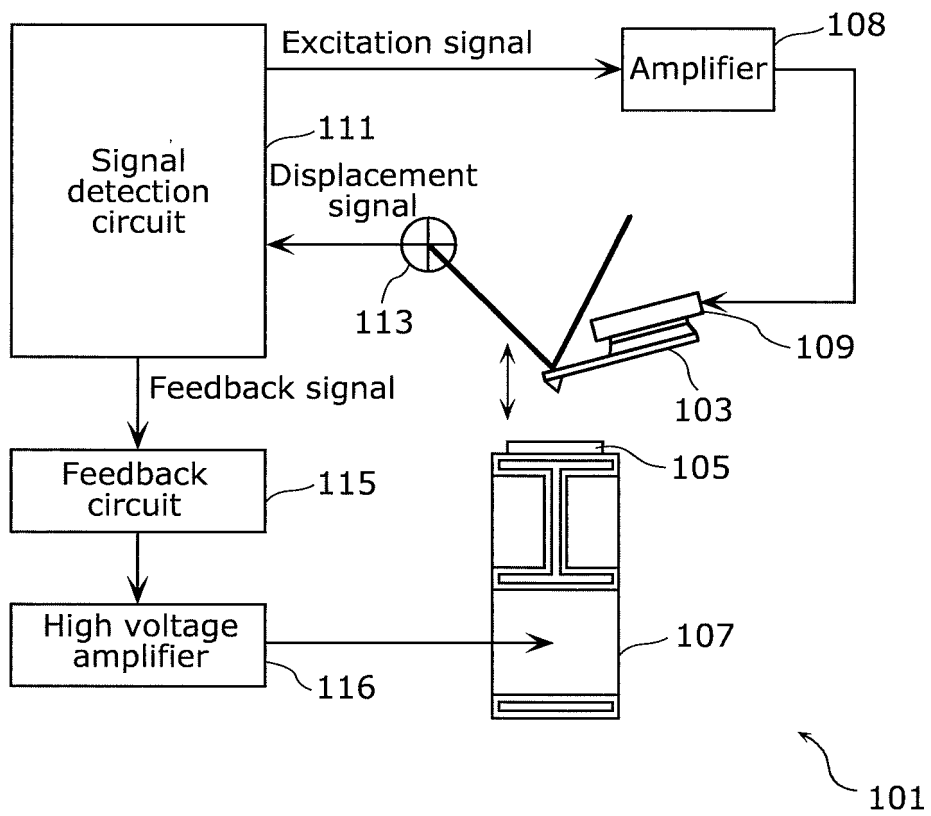 Excitation signal
108
Amplifier
111
Signal
detection
circuit
Displacement
signal
113
109
103
Feedback signal
105
Feedback
circuit
115
High voltage
amplifier
107
116
101